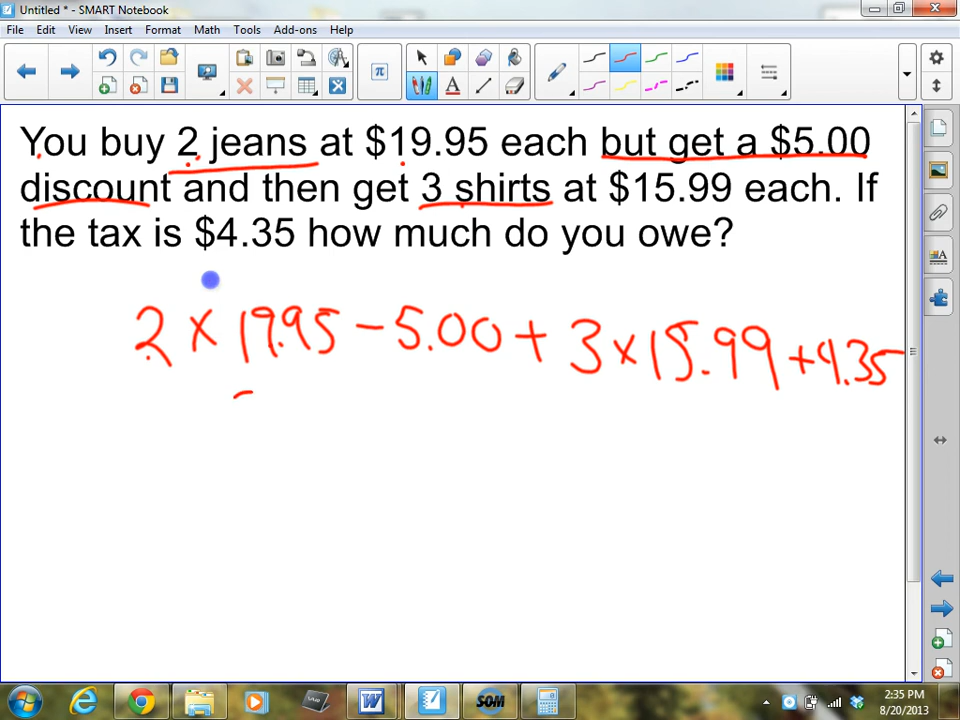 Untitled * - SMART Notebook
File Edit View Insert Format Math Tools Add-ons Help
You buy 2 jeans at $19.95 each but get a $5.00
discount and then get 3 shirts at $15.99 each. If
the tax is $4.35 how much do you owe?
2 × 19.95 - 5.00 + 3 × 15.99 + 4.35
2:35 PM
8/20/2013